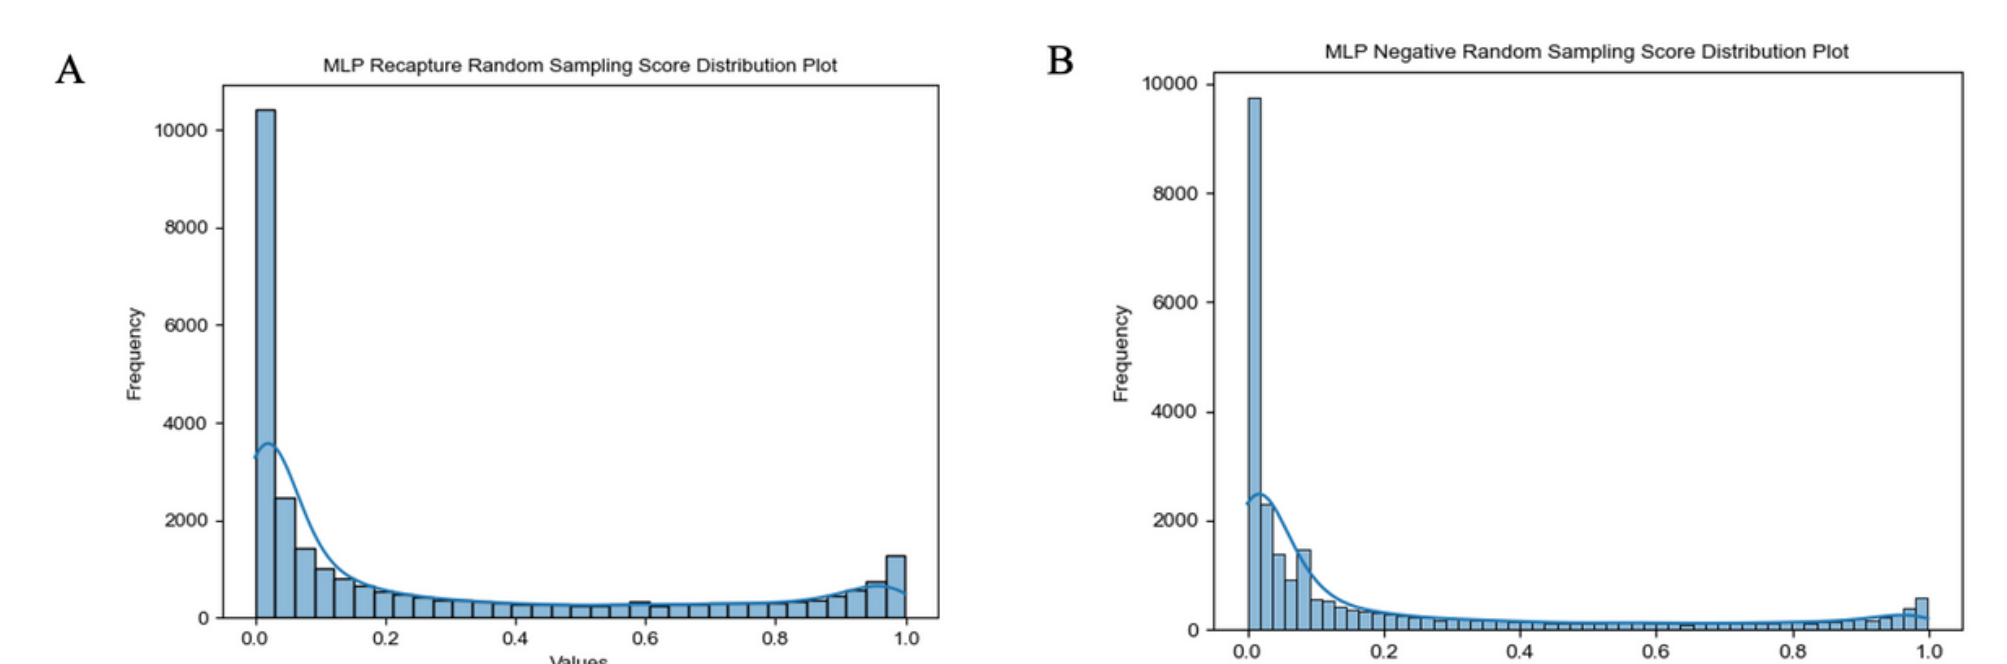 A
MLP Recapture Random Sampling Score Distribution Plot
10000
8000
6000
4000
2000
0
Frequency
0.0 0.2 0.4 0.6 0.8 1.0
Values
B
MLP Negative Random Sampling Score Distribution Plot
10000
8000
6000
4000
2000
0
Frequency
0.0 0.2 0.4 0.6 0.8 1.0